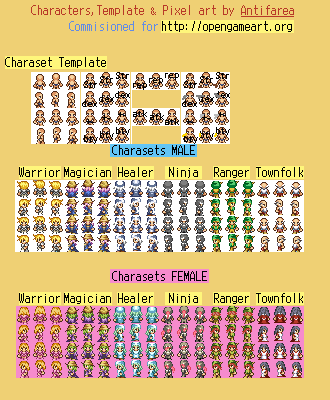 Characters,Template & Pixel art by Antifarea
Commisioned for http://opengameart.org
Charaset Template
Charasets MALE
Warrior Magician Healer Ninja Ranger Townfolk
Charasets FEMALE
Warrior Magician Healer Ninja Ranger Townfolk